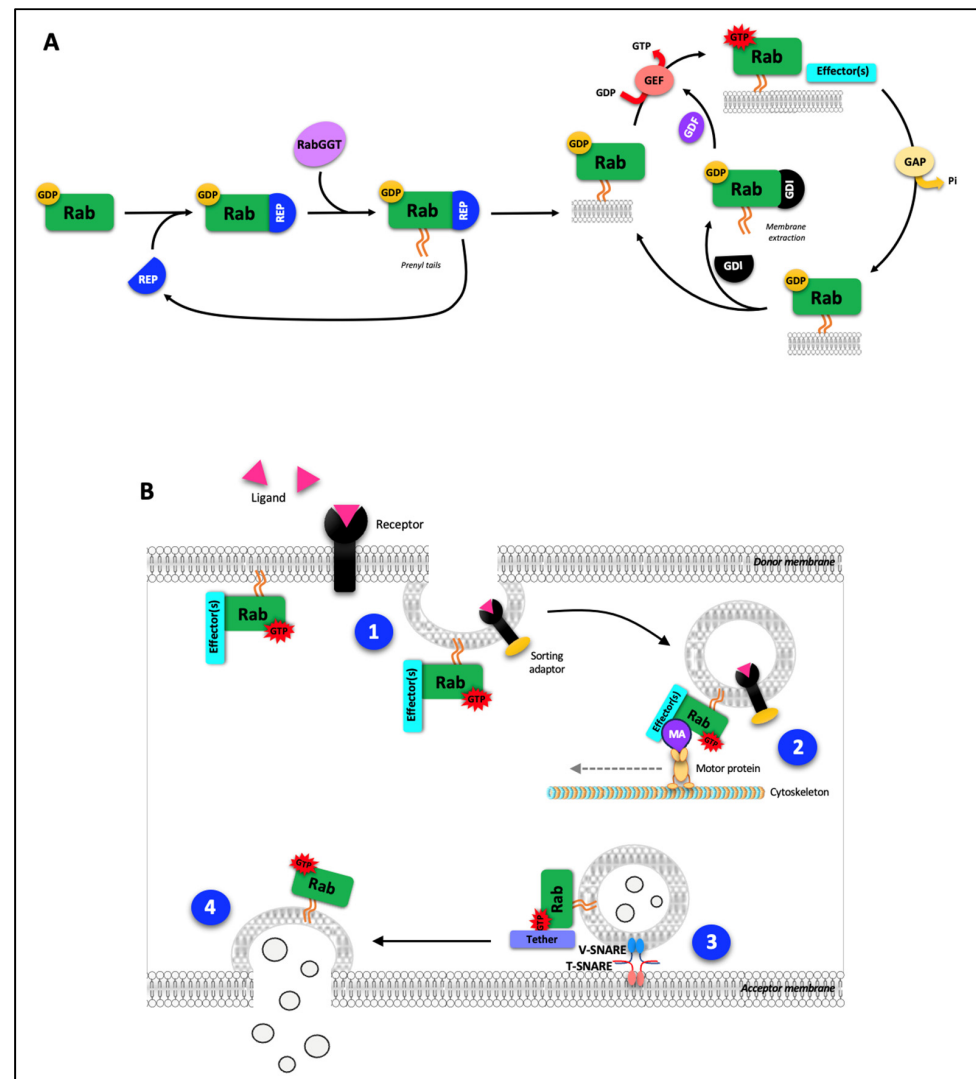 A
GTP
GTP
Rab
Effector(s)
GEF
GDP
GDF
RabGGT
GDP
Rab
GAP
Pi
GDP
Rab
GDI
GDP
Rab
GDP
Rab
REP
GDP
Rab
REP
Prenyl tails
Membrane
extraction
GDI
REP
GDP
Rab
B
Ligand
Receptor
Donor membrane
Effector(s)
Rab
GTP
1
Sorting
adaptor
Effector(s)
Rab
GTP
Effector(s)
Rab
GTP
MA
2
Motor protein
Cytoskeleton
GTP
Rab
4
Rab
GTP
Tether
3
V-SNARE
T-SNARE
Acceptor membrane